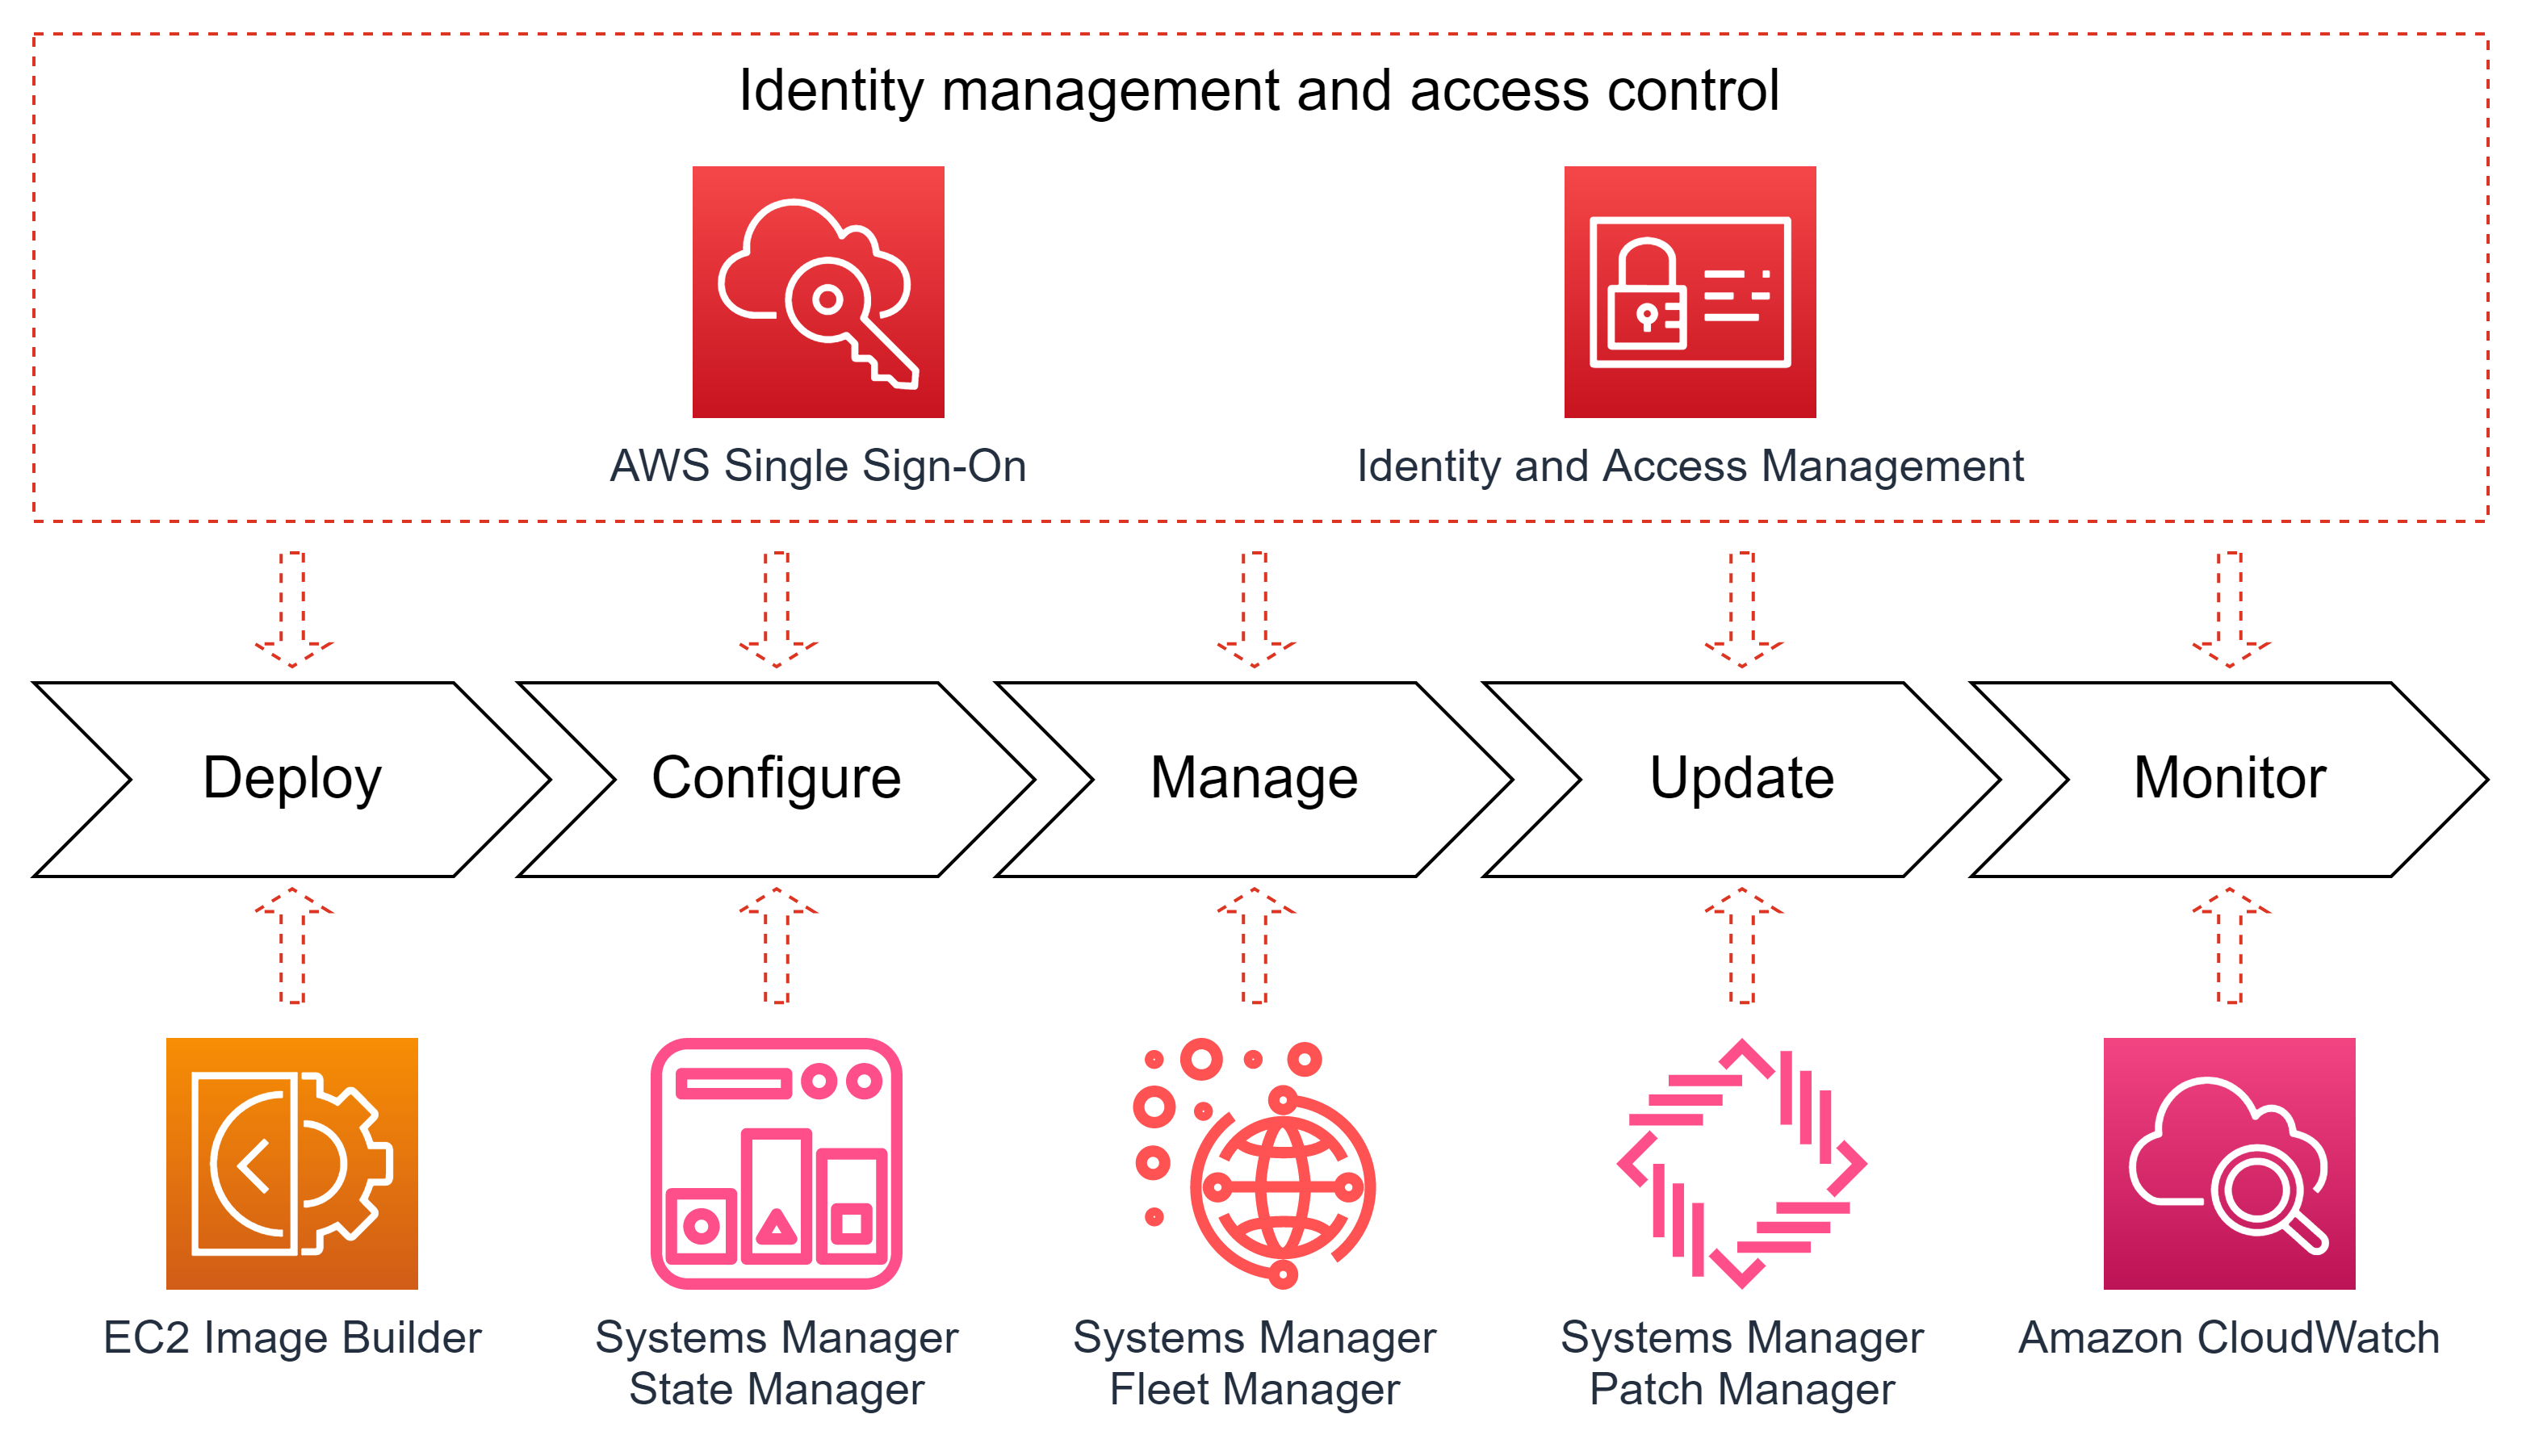 Identity management and access control
AWS Single Sign-On
Identity and Access Management
Deploy
Configure
Manage
Update
Monitor
EC2 Image Builder
Systems Manager
State Manager
Systems Manager
Fleet Manager
Systems Manager
Patch Manager
Amazon CloudWatch